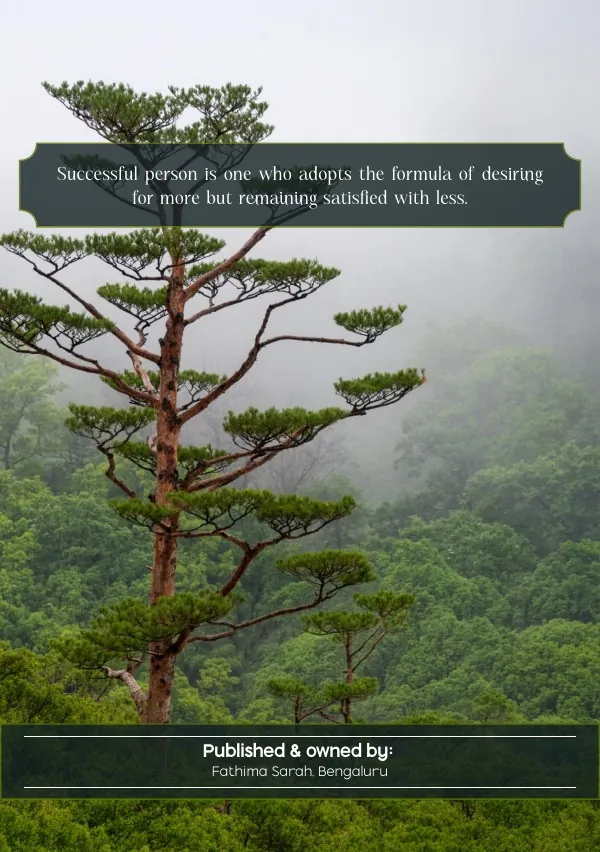 Successful person is one who adopts the formula of desiring
for more but remaining satisfied with less.
Published & owned by:
Fathima Sarah, Bengaluru